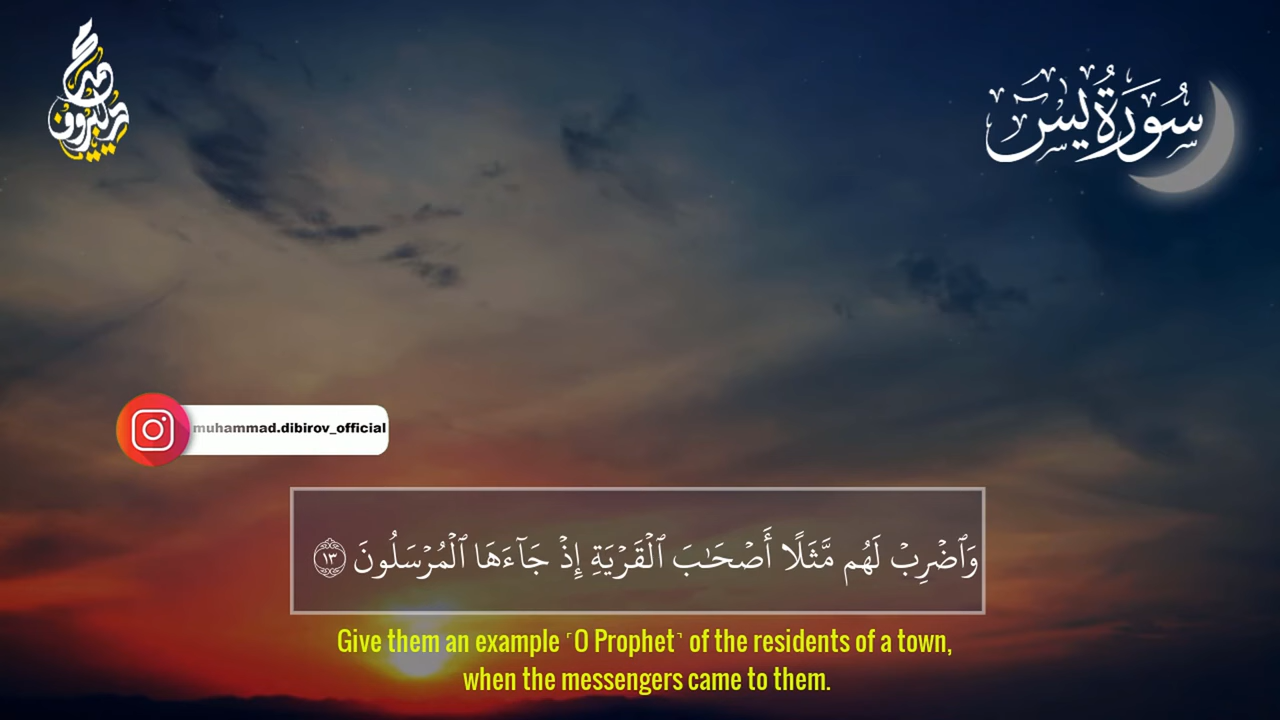 سُورَةُ يسٓ
muhammad.dibirov_official
وَٱضۡرِبۡ لَهُم مَّثَلًا أَصۡحَـٰبَ ٱلۡقَرۡيَةِ إِذۡ جَآءَهَا ٱلۡمُرۡسَلُونَ ١٣
Give them an example ˹O Prophet˺ of the residents of a town,
when the messengers came to them.